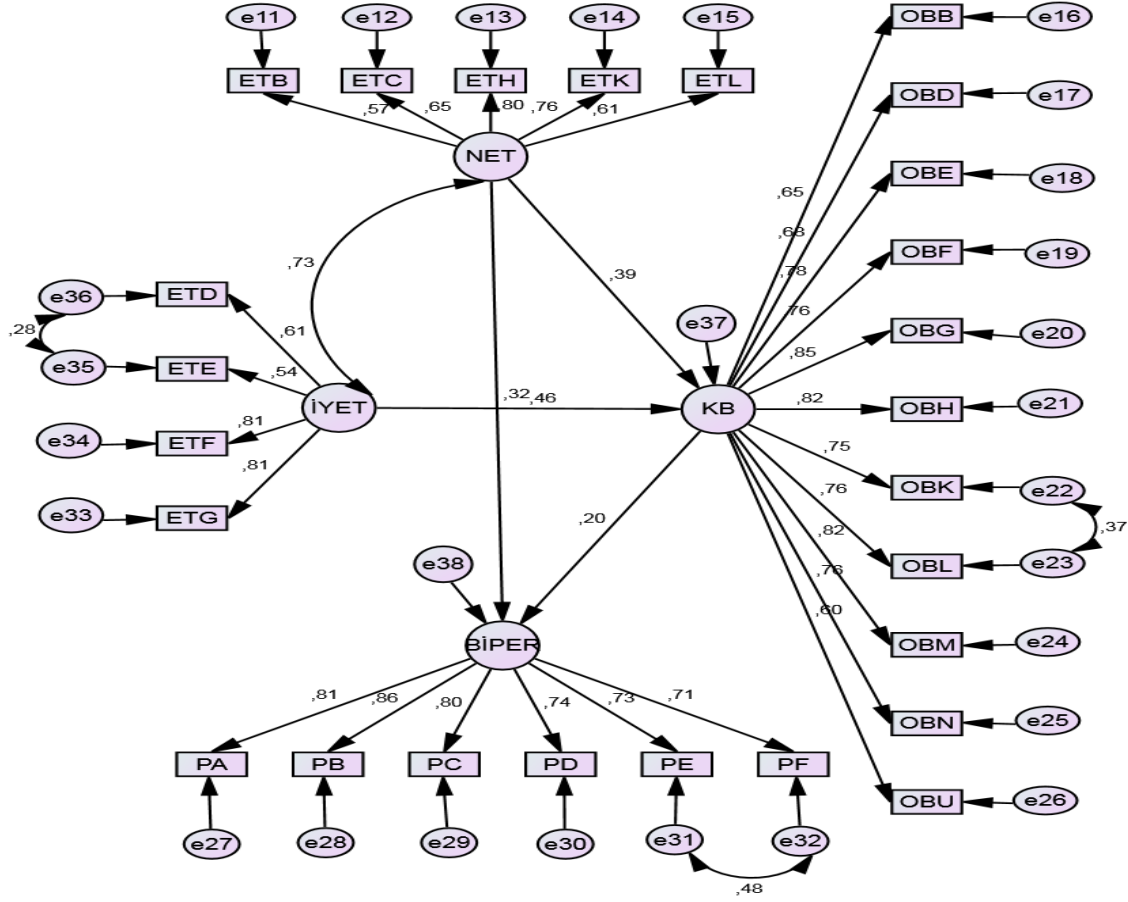 e11 e12 e13 e14 e15
ETB ETC ETH ETK ETL
,57 ,65 ,80 ,76 ,61
NET
,73
,39
,32
,46
e36 ETD
,28
e35 ETE
e34 ETF
e33 ETG
,61
,54
,81
,81
İYET
e37
KB
,20
e38
BİPER
,81 ,86 ,80 ,74 ,73 ,71
PA PB PC PD PE PF
e27 e28 e29 e30 e31 e32
,48
,65
,68
,78
,76
,85
,82
,75
,76
,82
,76
,60
OBB e16
OBD e17
OBE e18
OBF e19
OBG e20
OBH e21
OBK e22
,37
OBL e23
OBM e24
OBN e25
OBU e26